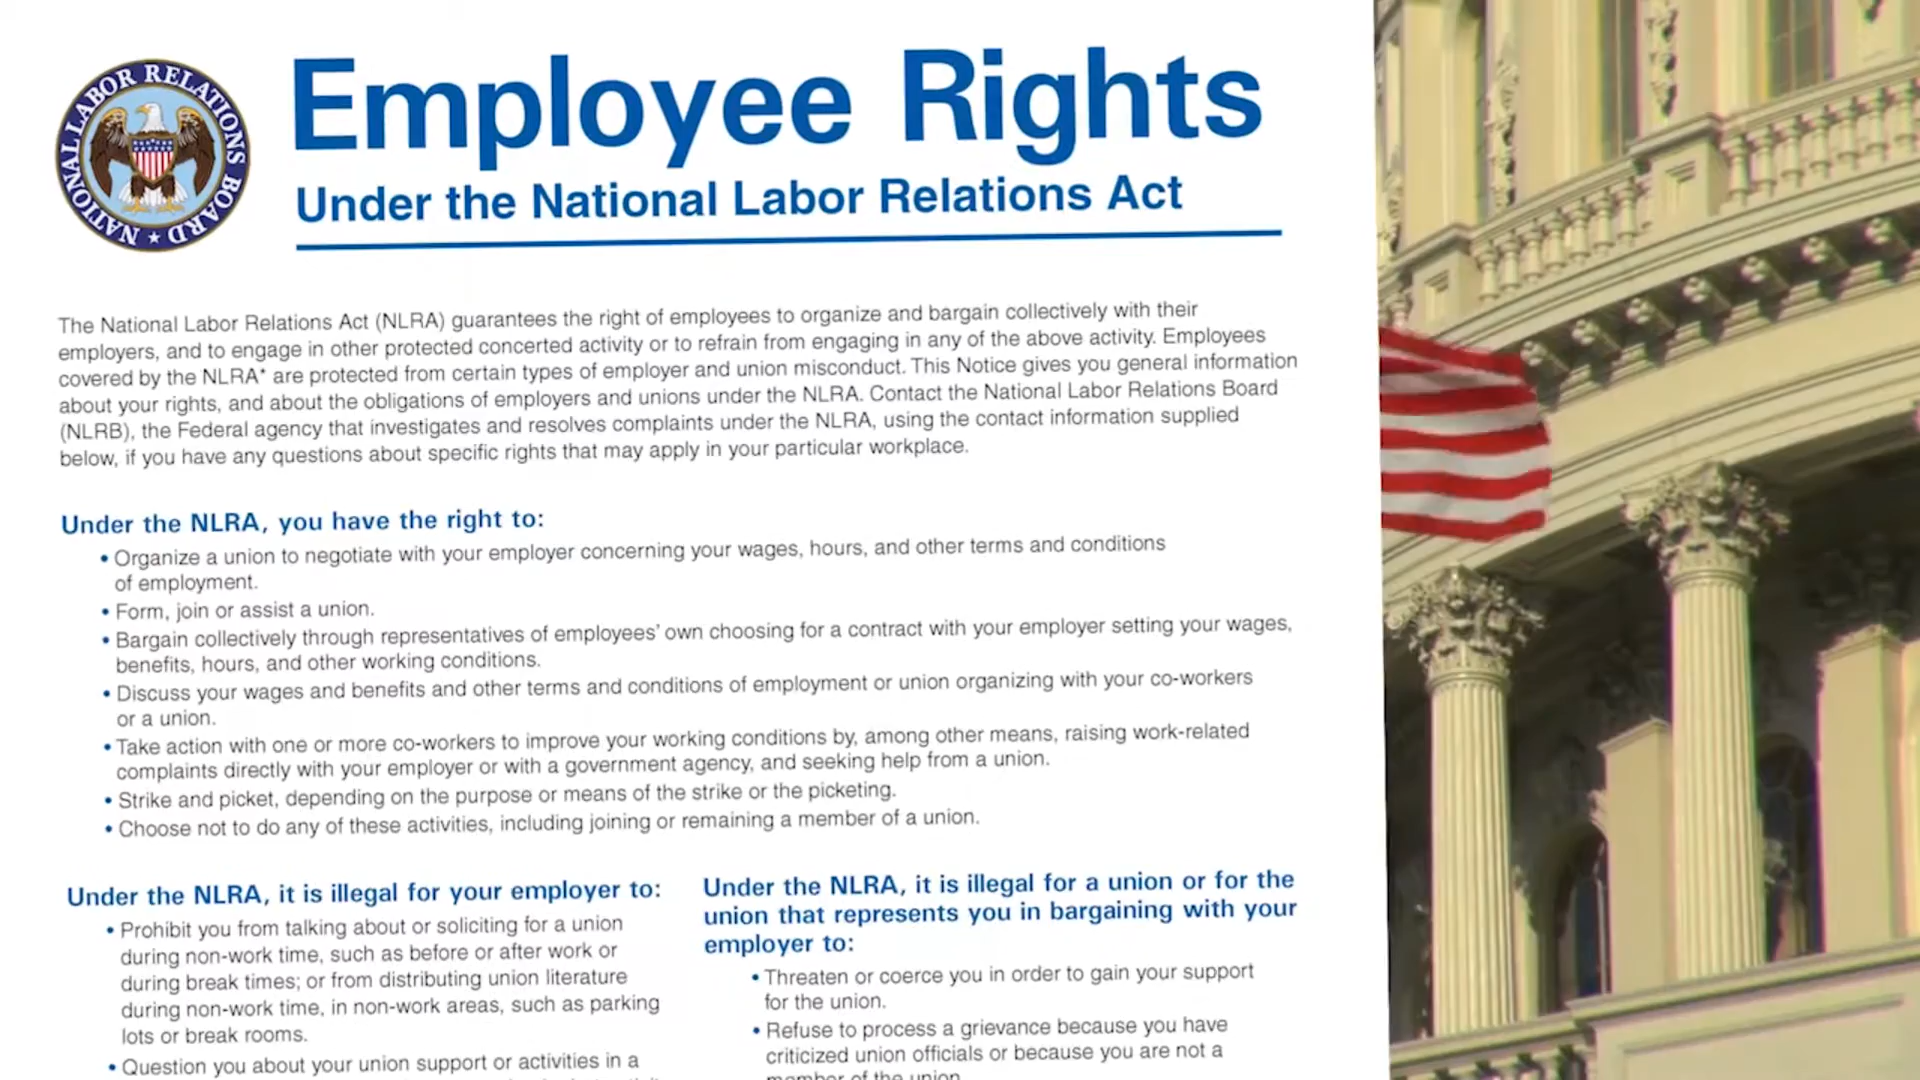 NATIONAL LABOR RELATIONS BOARD
Employee Rights
Under the National Labor Relations Act
The National Labor Relations Act (NLRA) guarantees the right of employees to organize and bargain collectively with their
employers, and to engage in other protected concerted activity or to refrain from engaging in any of the above activity. Employees
covered by the NLRA* are protected from certain types of employer and union misconduct. This Notice gives you general information
about your rights, and about the obligations of employers and unions under the NLRA. Contact the National Labor Relations Board
(NLRB), the Federal agency that investigates and resolves complaints under the NLRA, using the contact information supplied
below, if you have any questions about specific rights that may apply in your particular workplace.
Under the NLRA, you have the right to:
• Organize a union to negotiate with your employer concerning your wages, hours, and other terms and conditions
of employment.
• Form, join or assist a union.
• Bargain collectively through representatives of employees' own choosing for a contract with your employer setting your wages,
benefits, hours, and other working conditions.
• Discuss your wages and benefits and other terms and conditions of employment or union organizing with your co-workers
or a union.
• Take action with one or more co-workers to improve your working conditions by, among other means, raising work-related
complaints directly with your employer or with a government agency, and seeking help from a union.
• Strike and picket, depending on the purpose or means of the strike or the picketing.
• Choose not to do any of these activities, including joining or remaining a member of a union.
Under the NLRA, it is illegal for your employer to:
• Prohibit you from talking about or soliciting for a union
during non-work time, such as before or after work or
during break times; or from distributing union literature
during non-work time, in non-work areas, such as parking
lots or break rooms.
• Question you about your union support or activities in a
Under the NLRA, it is illegal for a union or for the
union that represents you in bargaining with your
employer to:
• Threaten or coerce you in order to gain your support
for the union.
• Refuse to process a grievance because you have
criticized union officials or because you are not a
member of the union